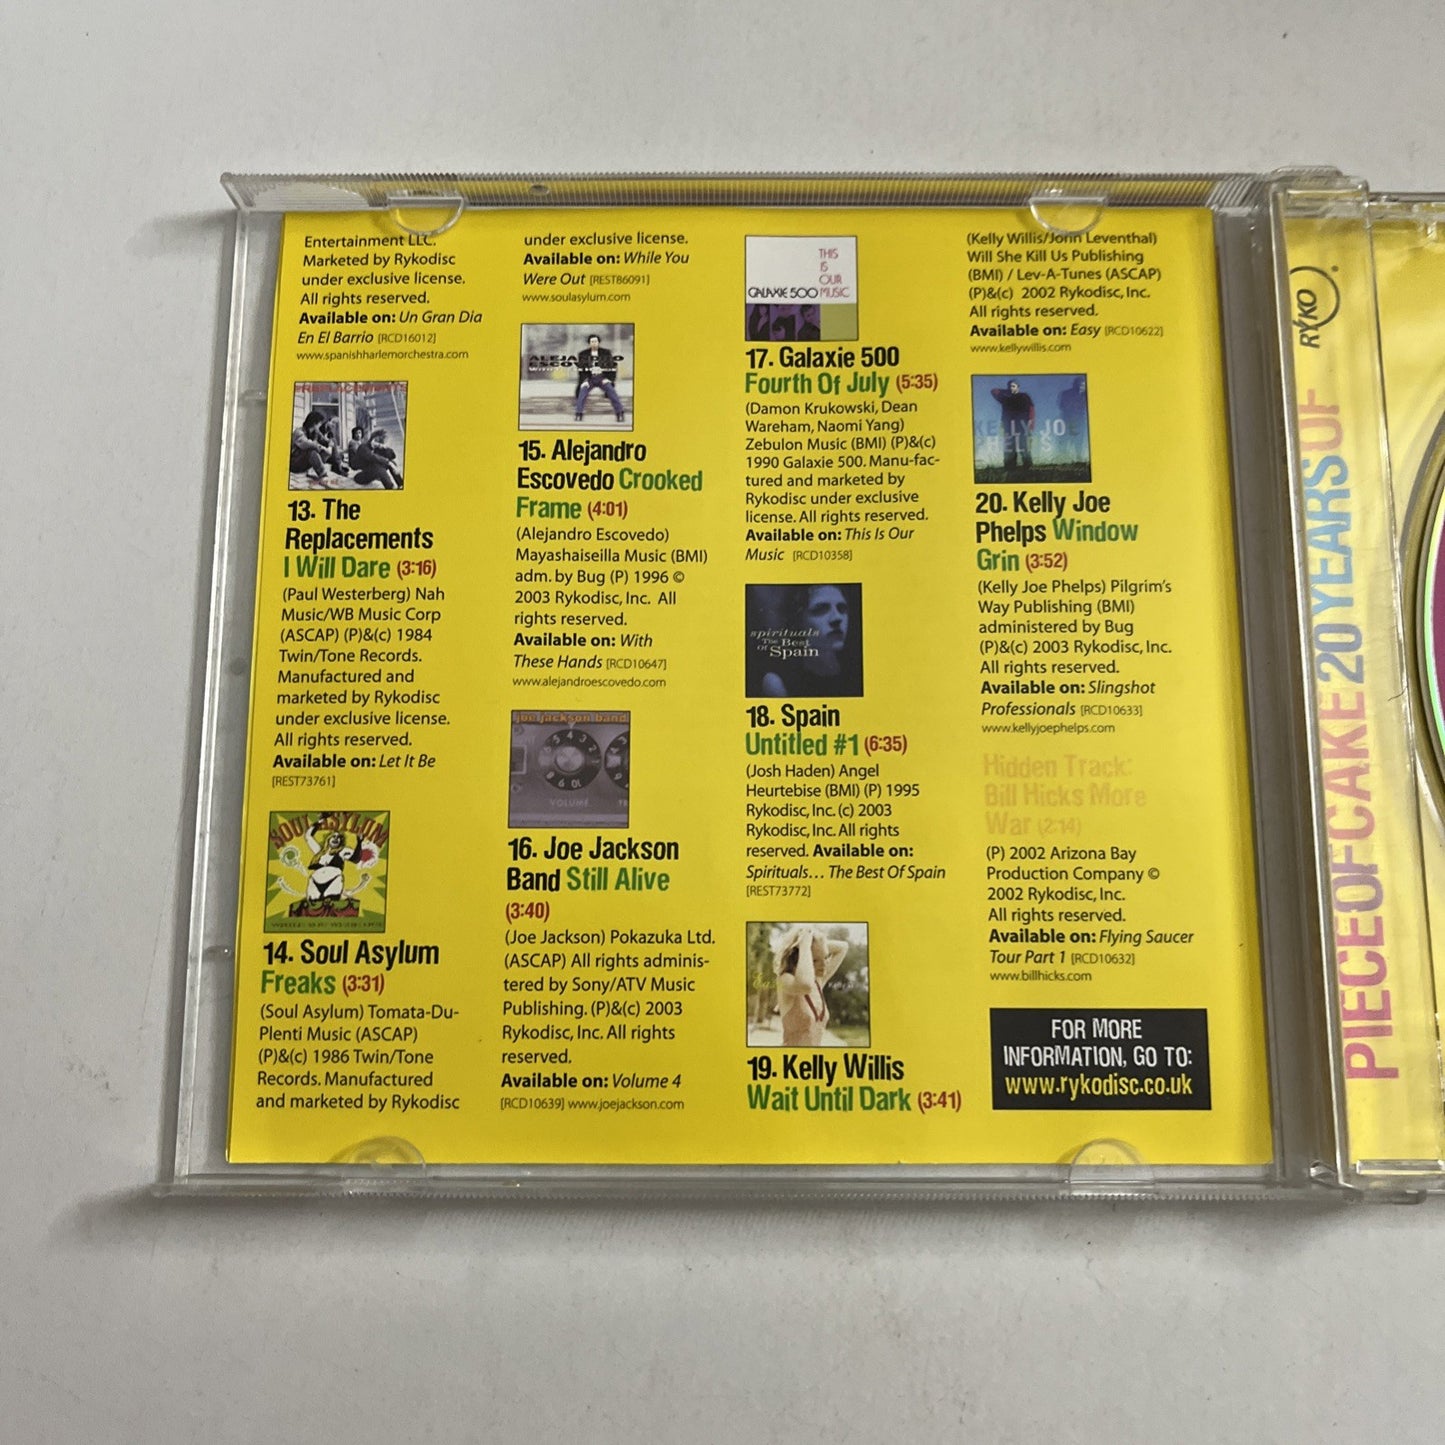 Entertainment LLC.
Marketed by Rykodisc
under exclusive license.
All rights reserved.
Available on: Un Gran Dia
En El Barrio [RCD16012]
www.spanishharlemorchestra.com
13. The
Replacements
I Will Dare (3:16)
(Paul Westerberg) Nah
Music/WB Music Corp
(ASCAP) (P)&(c) 1984
Twin/Tone Records.
Manufactured and
marketed by Rykodisc
under exclusive license.
All rights reserved.
Available on: Let It Be
[REST73761]
SOUL ASYLUM
14. Soul Asylum
Freaks (3:31)
(Soul Asylum) Tomata-Du-
Plenti Music (ASCAP)
(P)&(c) 1986 Twin/Tone
Records. Manufactured
and marketed by Rykodisc
under exclusive license.
Available on: While You
Were Out [REST86091]
www.soulasylum.com
ALEJANDRO
ESCOVEDO
15. Alejandro
Escovedo Crooked
Frame (4:01)
(Alejandro Escovedo)
Mayashaiseilla Music (BMI)
adm. by Bug (P) 1996 ©
2003 Rykodisc, Inc. All
rights reserved.
Available on: With
These Hands [RCD10647]
www.alejandroescovedo.com
joe jackson band
VOLUME
16. Joe Jackson
Band Still Alive
(3:40)
(Joe Jackson) Pokazuka Ltd.
(ASCAP) All rights adminis-
tered by Sony/ATV Music
Publishing. (P)&(c) 2003
Rykodisc, Inc. All rights
reserved.
Available on: Volume 4
[RCD10639] www.joejackson.com
THIS
IS
OUR
GALAXIE 500 MUSIC
17. Galaxie 500
Fourth Of July (5:35)
(Damon Krukowski, Dean
Wareham, Naomi Yang)
Zebulon Music (BMI) (P)&(c)
1990 Galaxie 500. Manu-fac-
tured and marketed by
Rykodisc under exclusive
license. All rights reserved.
Available on: This Is Our
Music [RCD10358]
spirituals
The Best
Of Spain
18. Spain
Untitled #1 (6:35)
(Josh Haden) Angel
Heurtebise (BMI) (P) 1995
Rykodisc, Inc. (c) 2003
Rykodisc, Inc. All rights
reserved. Available on:
Spirituals... The Best Of Spain
[REST73772]
19. Kelly Willis
Wait Until Dark (3:41)
(Kelly Willis/John Leventhal)
Will She Kill Us Publishing
(BMI) / Lev-A-Tunes (ASCAP)
(P)&(c) 2002 Rykodisc, Inc.
All rights reserved.
Available on: Easy [RCD10622]
www.kellywillis.com
KELLY JOE
PHELPS
20. Kelly Joe
Phelps Window
Grin (3:52)
(Kelly Joe Phelps) Pilgrim's
Way Publishing (BMI)
administered by Bug
(P)&(c) 2003 Rykodisc, Inc.
All rights reserved.
Available on: Slingshot
Professionals [RCD10633]
www.kellyjoephelps.com
Hidden Track:
Bill Hicks More
War (2:14)
(P) 2002 Arizona Bay
Production Company ©
2002 Rykodisc, Inc.
All rights reserved.
Available on: Flying Saucer
Tour Part 1 [RCD10632]
www.billhicks.com
FOR MORE
INFORMATION, GO TO:
www.rykodisc.co.uk
PIECEOFCAKE20YEARSOF
RYKO